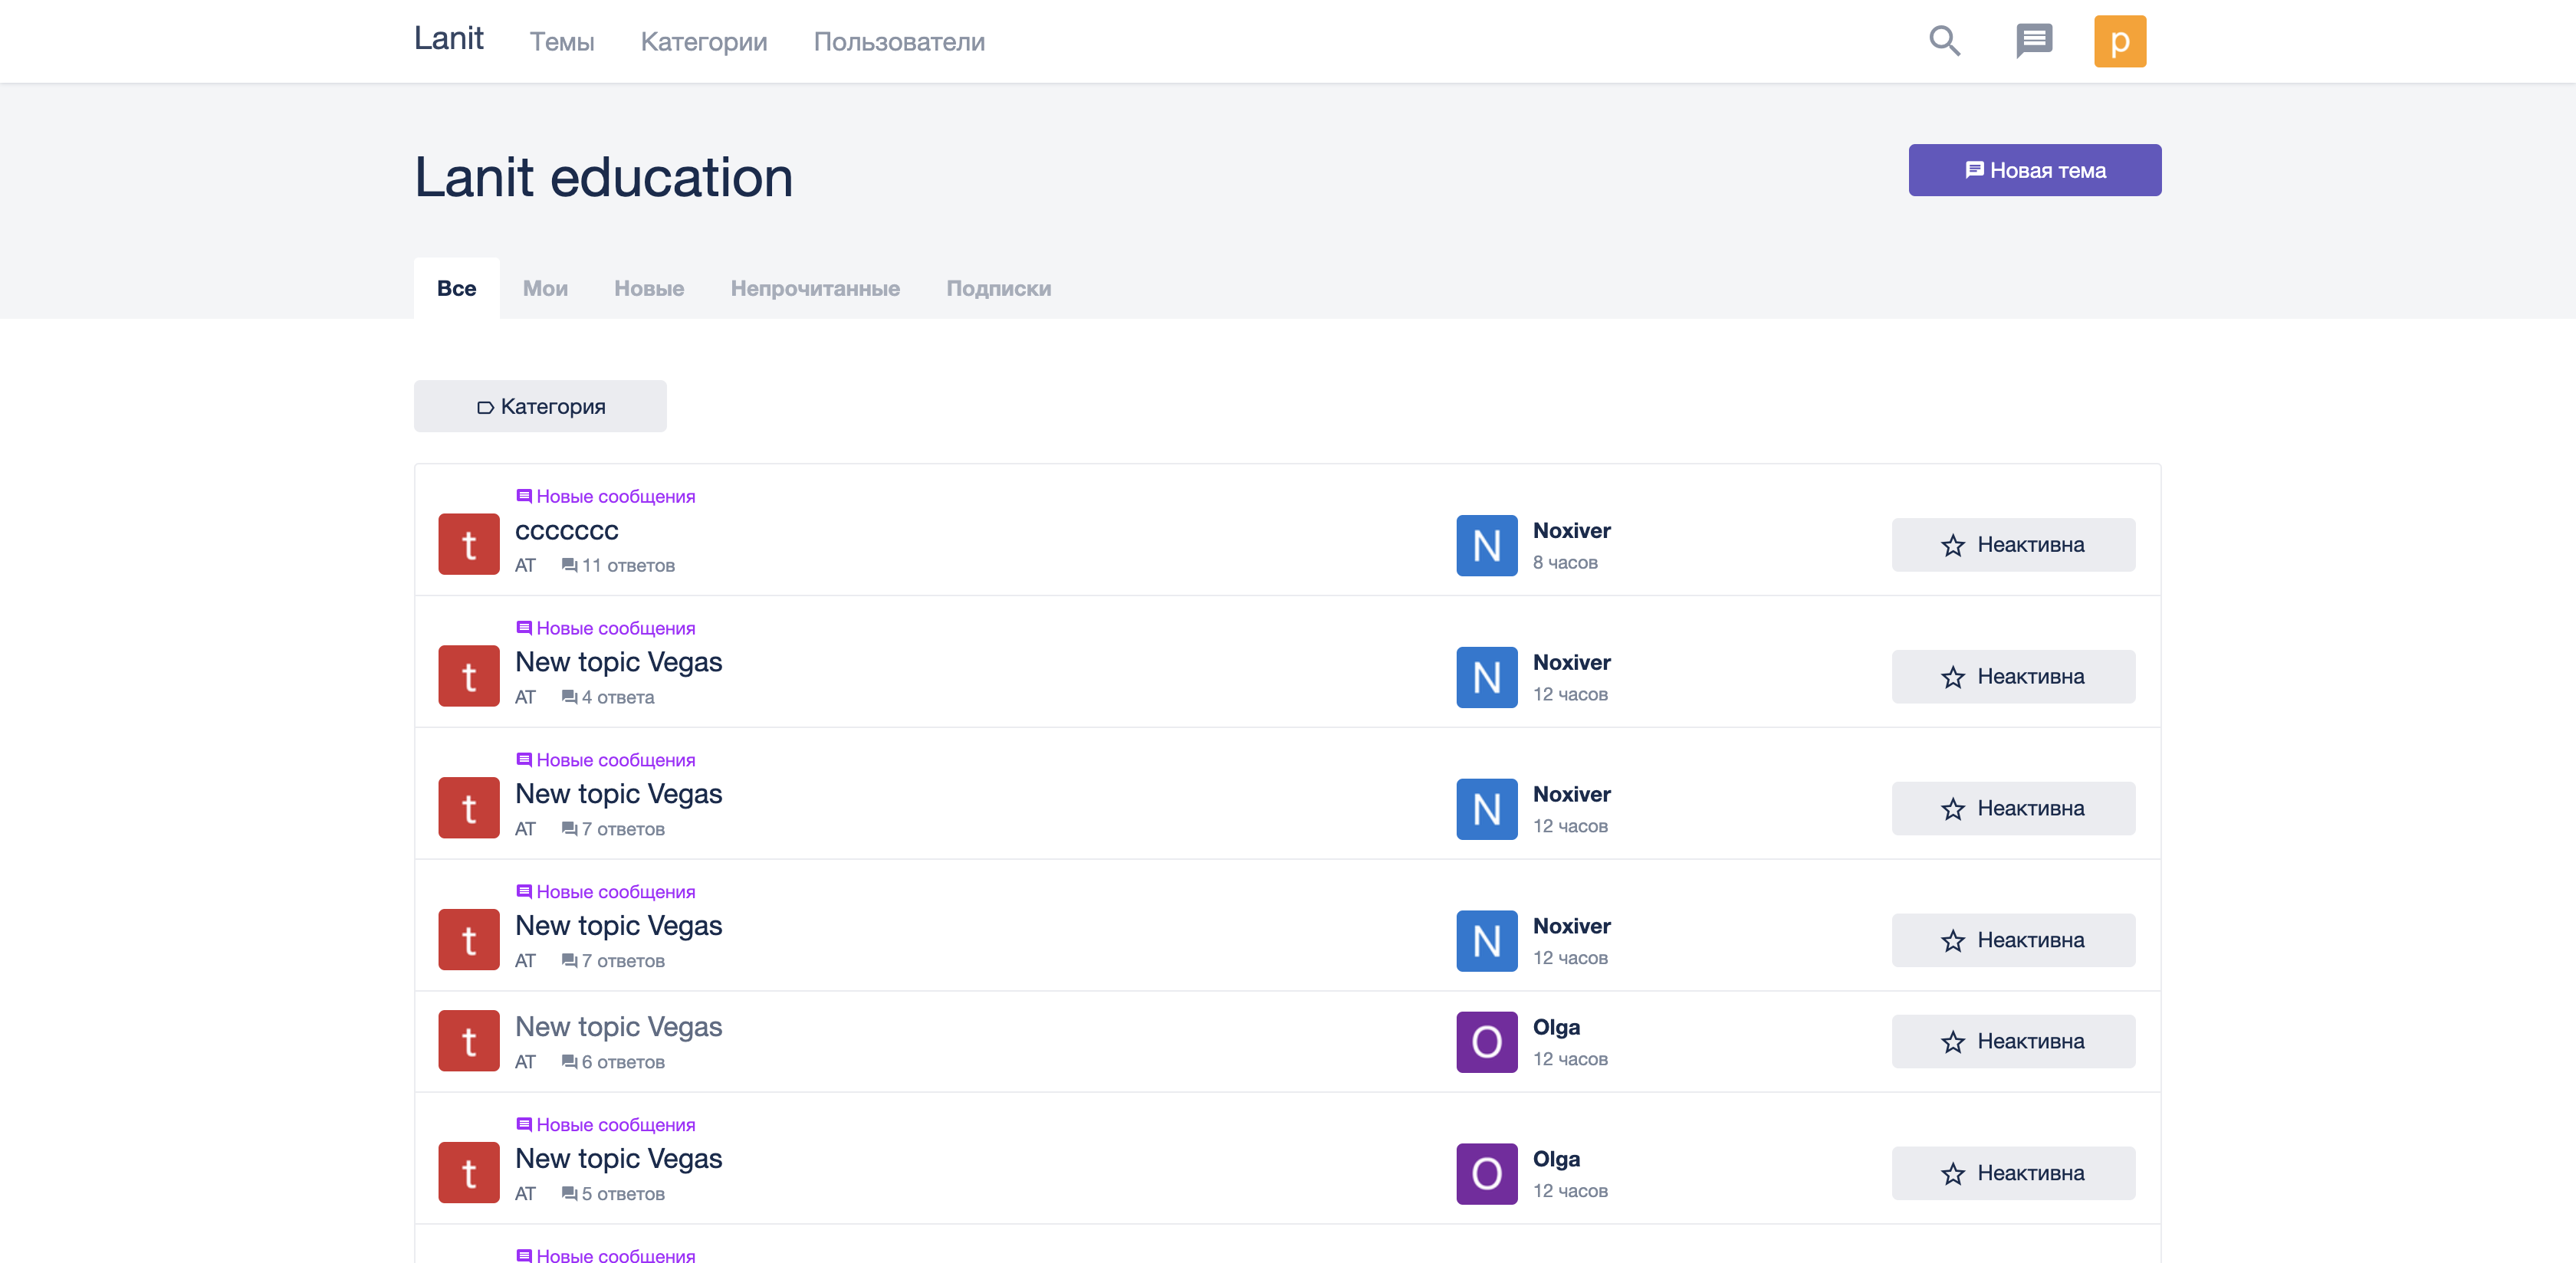 Lanit Темы Категории Пользователи p
Lanit education
Новая тема
Все Мои Новые Непрочитанные Подписки
Категория
Новые сообщения
t ccccccc N Noxiver Неактивна
AT 11 ответов 8 часов
Новые сообщения
t New topic Vegas N Noxiver Неактивна
AT 4 ответа 12 часов
Новые сообщения
t New topic Vegas N Noxiver Неактивна
AT 7 ответов 12 часов
Новые сообщения
t New topic Vegas N Noxiver Неактивна
AT 7 ответов 12 часов
t New topic Vegas O Olga Неактивна
AT 6 ответов 12 часов
Новые сообщения
t New topic Vegas O Olga Неактивна
AT 5 ответов 12 часов
Новые сообщения